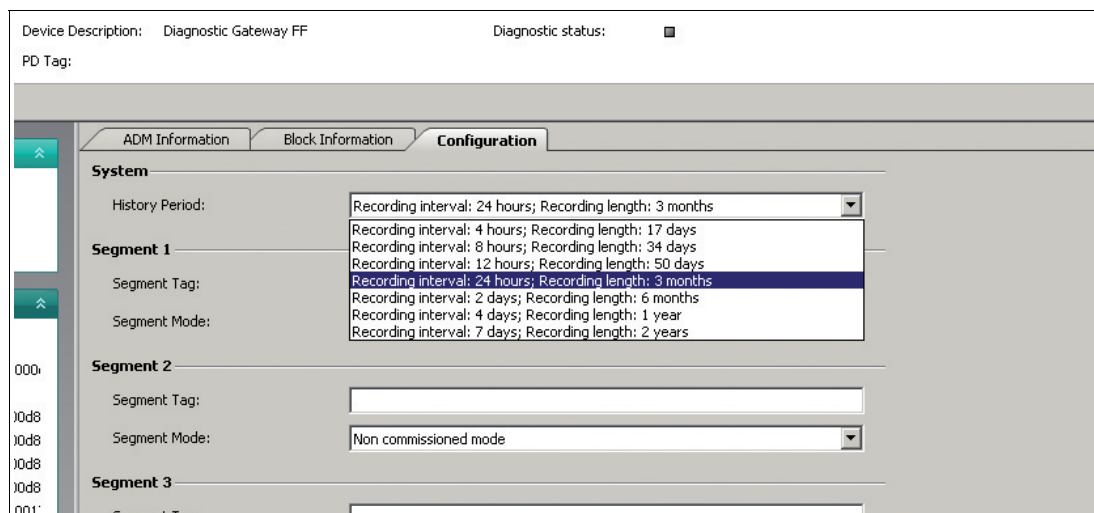 Device Description: Diagnostic Gateway FF Diagnostic status:
PD Tag:
ADM Information Block Information Configuration
System
History Period: Recording interval: 24 hours; Recording length: 3 months
Recording interval: 4 hours; Recording length: 17 days
Recording interval: 8 hours; Recording length: 34 days
Recording interval: 12 hours; Recording length: 50 days
Recording interval: 24 hours; Recording length: 3 months
Recording interval: 2 days; Recording length: 6 months
Recording interval: 4 days; Recording length: 1 year
Recording interval: 7 days; Recording length: 2 years
Segment 1
Segment Tag:
Segment Mode:
Segment 2
Segment Tag:
Segment Mode: Non commissioned mode
Segment 3
000
00d8
00d8
00d8
00d8